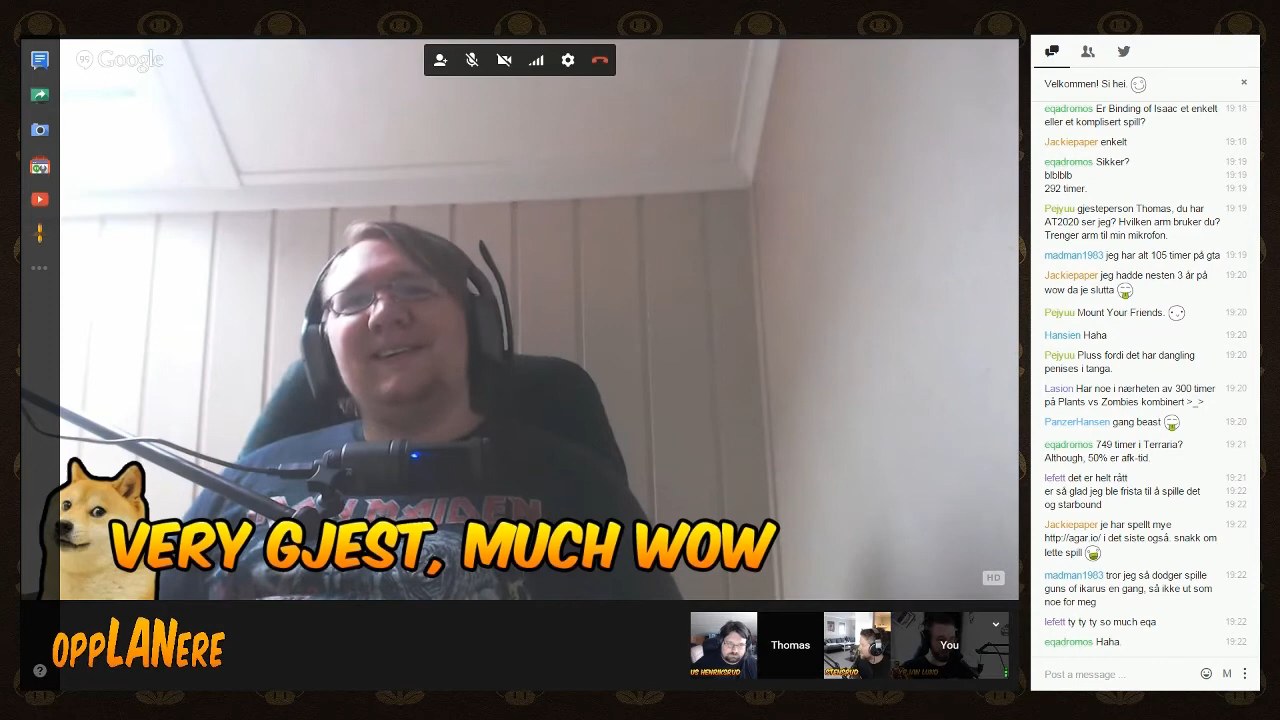 Google
IRON MAIDEN
VERY GJEST, MUCH WOW
HD
oppLANere
US HENRIKSRUD
Thomas
STENSRUD
You
Velkommen! Si hei.
eqadromos Er Binding of Isaac et enkelt 19:18
eller et komplisert spill?
Jackiepaper enkelt 19:18
eqadromos Sikker? 19:19
blblblb 19:19
292 timer. 19:19
Pejyuu gjesteperson Thomas, du har 19:19
AT2020 ser jeg? Hvilken arm bruker du?
Trenger arm til min mikrofon.
madman1983 jeg har alt 105 timer på gta 19:19
Jackiepaper jeg hadde nesten 3 år på 19:20
wow da je slutta
Pejyuu Mount Your Friends. 19:20
Hansien Haha 19:20
Pejyuu Pluss fordi det har dangling 19:20
penises i tanga.
Lasion Har noe i nærheten av 300 timer 19:20
på Plants vs Zombies kombinert >_>
PanzerHansen gang beast 19:20
eqadromos 749 timer i Terraria? 19:21
Although, 50% er afk-tid.
lefett det er helt rått 19:21
er så glad jeg ble frista til å spille det 19:22
og starbound 19:22
Jackiepaper je har spellt mye 19:22
http://agar.io/ i det siste også. snakk om
lette spill
madman1983 tror jeg så dodger spille 19:22
guns of ikarus en gang, så ikke ut som
noe for meg
lefett ty ty ty so much eqa 19:22
eqadromos Haha. 19:22
Post a message ...
M